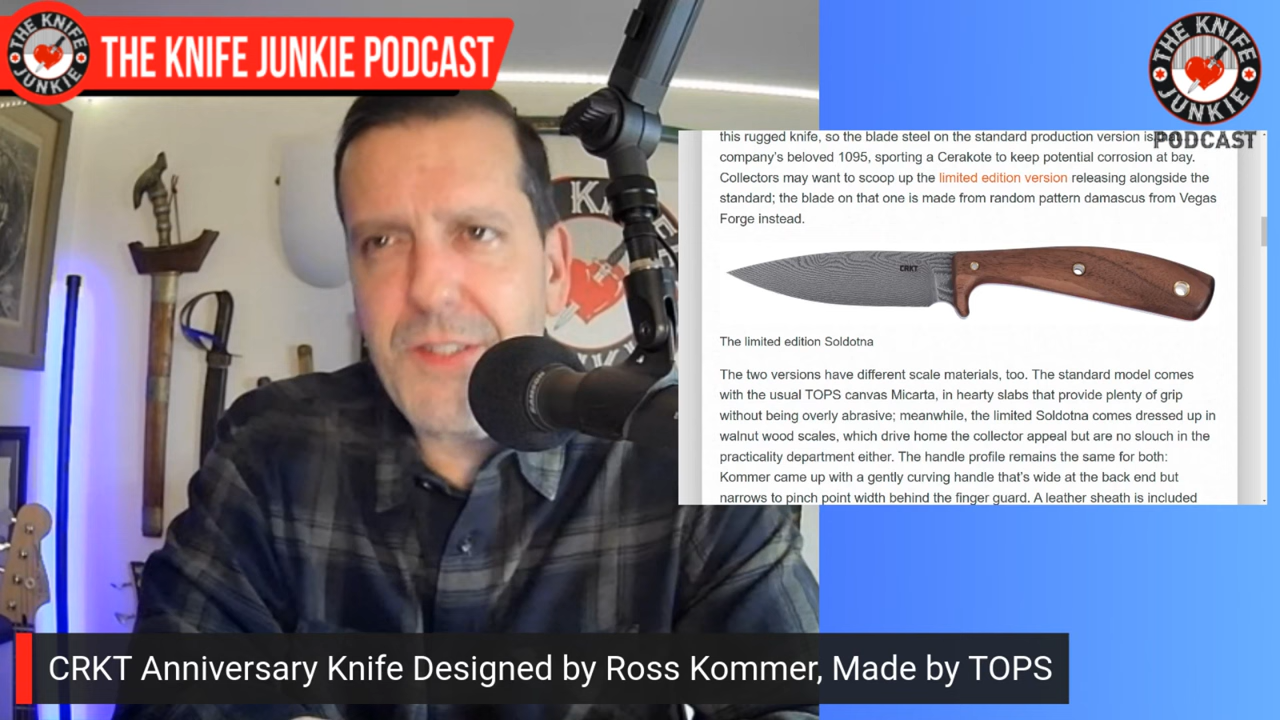 THE KNIFE JUNKIE
THE KNIFE JUNKIE PODCAST
THE KNIFE JUNKIE
PODCAST
this rugged knife, so the blade steel on the standard production version is that
company's beloved 1095, sporting a Cerakote to keep potential corrosion at bay.
Collectors may want to scoop up the limited edition version releasing alongside the
standard; the blade on that one is made from random pattern damascus from Vegas
Forge instead.
CRKT
The limited edition Soldotna
The two versions have different scale materials, too. The standard model comes
with the usual TOPS canvas Micarta, in hearty slabs that provide plenty of grip
without being overly abrasive; meanwhile, the limited Soldotna comes dressed up in
walnut wood scales, which drive home the collector appeal but are no slouch in the
practicality department either. The handle profile remains the same for both:
Kommer came up with a gently curving handle that's wide at the back end but
narrows to pinch point width behind the finger guard. A leather sheath is included
CRKT Anniversary Knife Designed by Ross Kommer, Made by TOPS